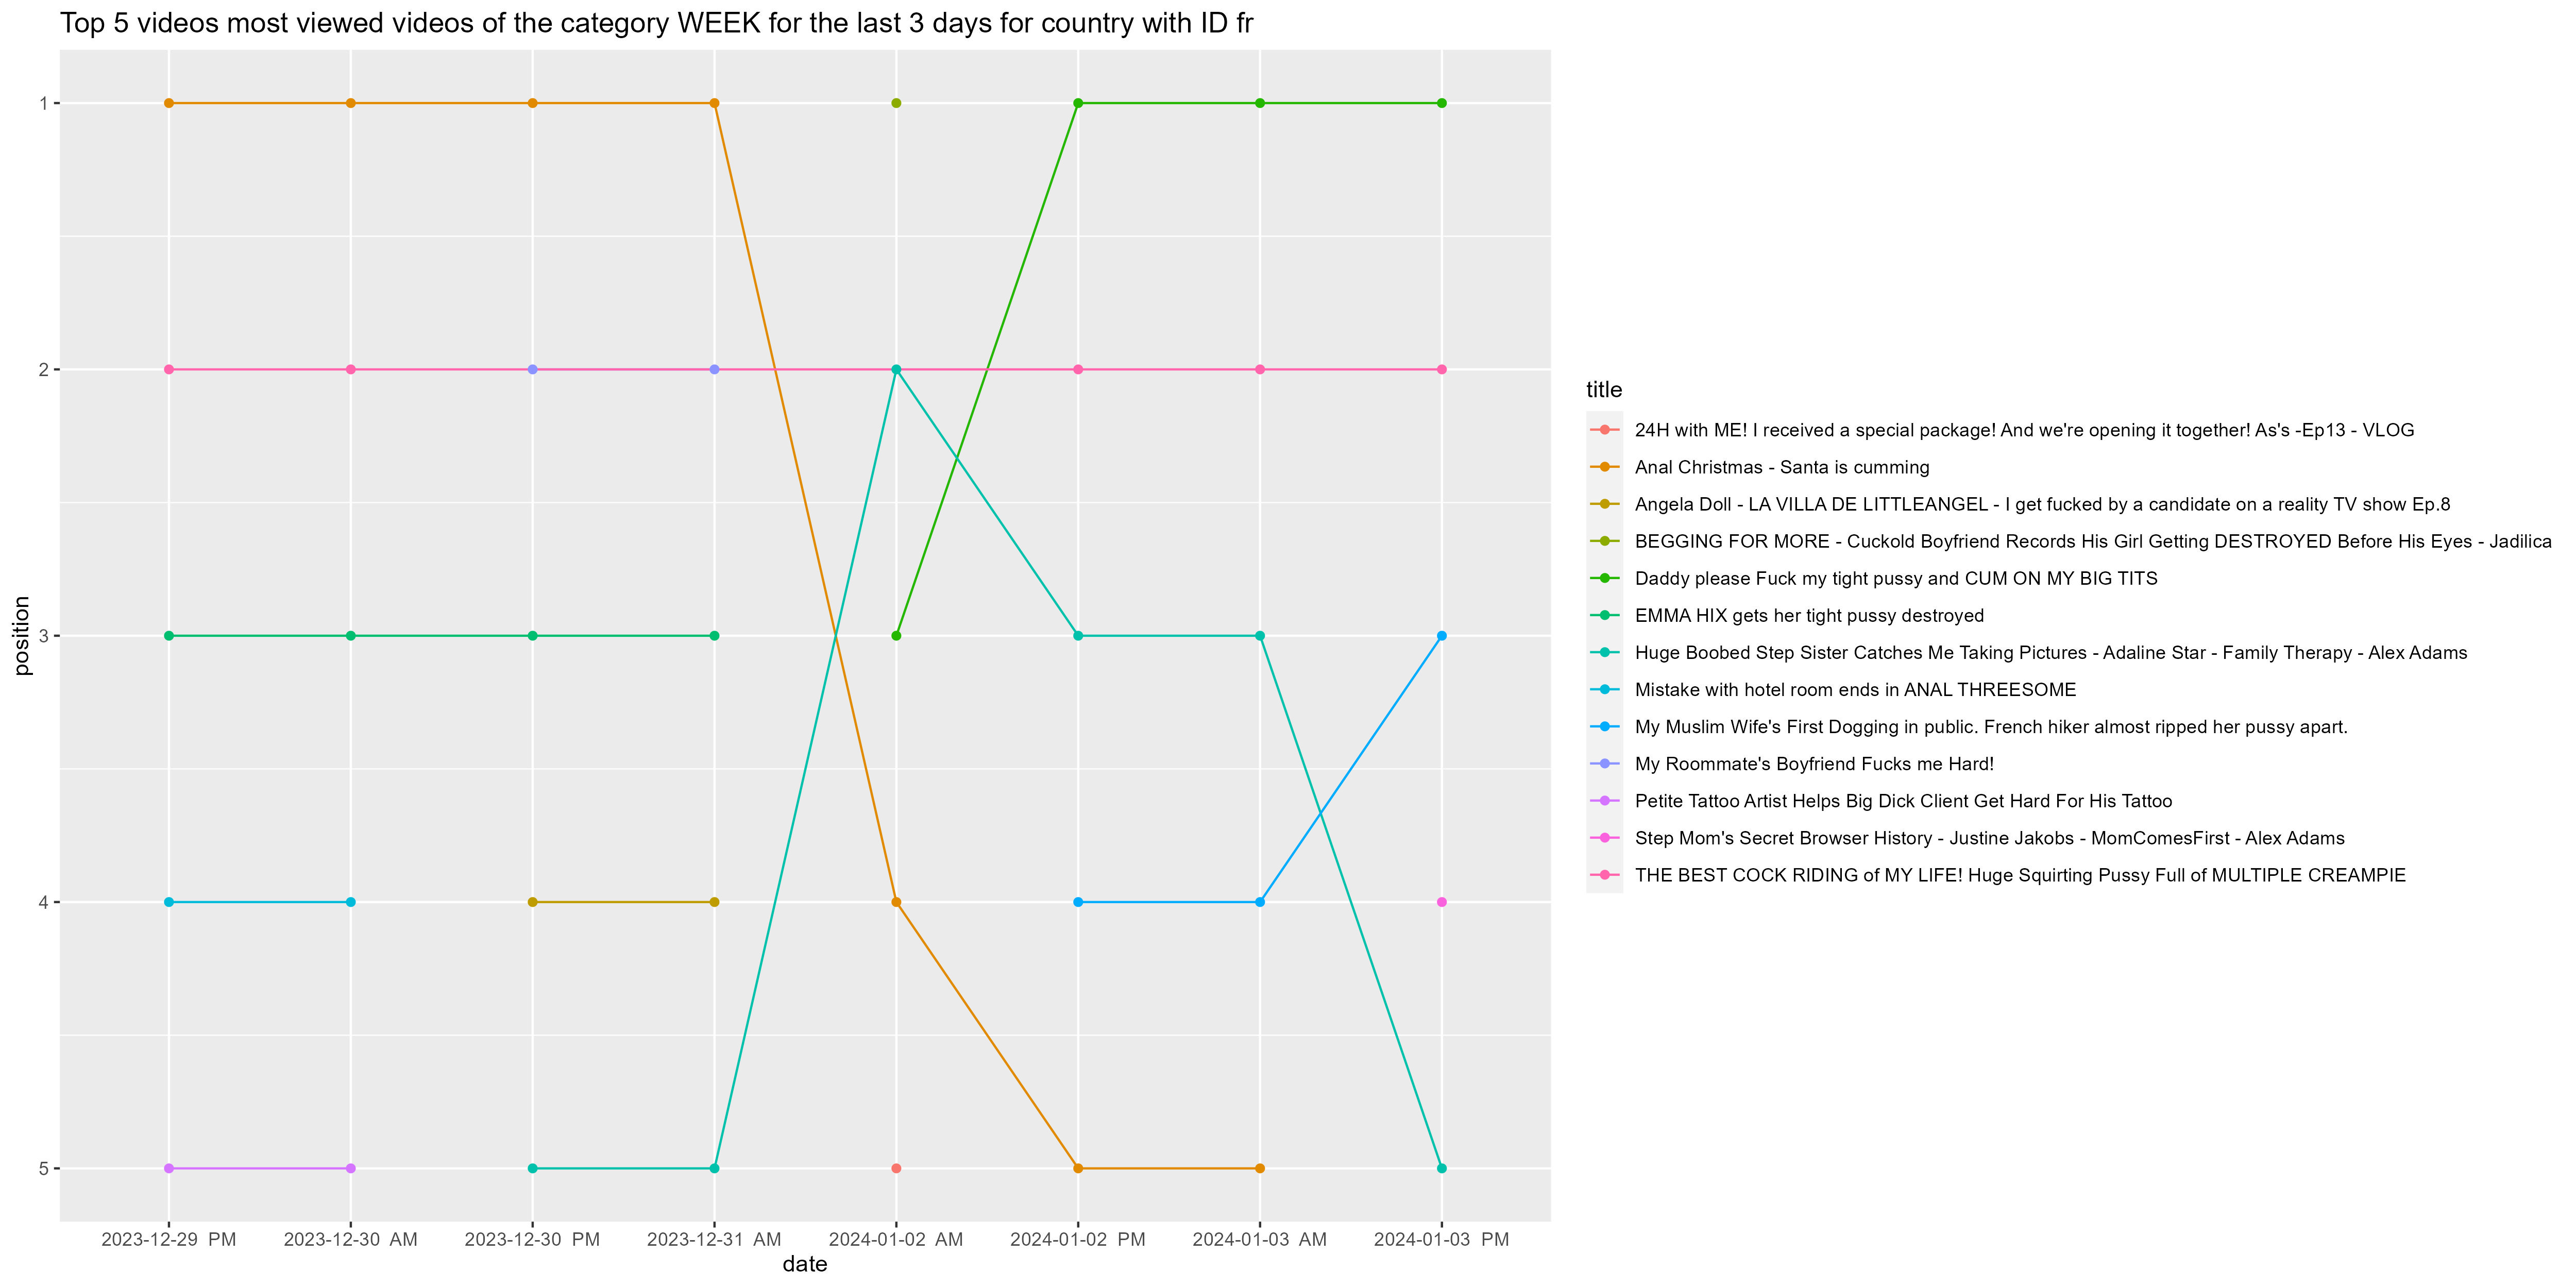 Top 5 videos most viewed videos of the category WEEK for the last 3 days for country with ID fr
position
1
2
3
4
5
2023-12-29 PM
2023-12-30 AM
2023-12-30 PM
2023-12-31 AM
2024-01-02 AM
2024-01-02 PM
2024-01-03 AM
2024-01-03 PM
date
title
24H with ME! I received a special package! And we're opening it together! As's -Ep13 - VLOG
Anal Christmas - Santa is cumming
Angela Doll - LA VILLA DE LITTLEANGEL - I get fucked by a candidate on a reality TV show Ep.8
BEGGING FOR MORE - Cuckold Boyfriend Records His Girl Getting DESTROYED Before His Eyes - Jadilica
Daddy please Fuck my tight pussy and CUM ON MY BIG TITS
EMMA HIX gets her tight pussy destroyed
Huge Boobed Step Sister Catches Me Taking Pictures - Adaline Star - Family Therapy - Alex Adams
Mistake with hotel room ends in ANAL THREESOME
My Muslim Wife's First Dogging in public. French hiker almost ripped her pussy apart.
My Roommate's Boyfriend Fucks me Hard!
Petite Tattoo Artist Helps Big Dick Client Get Hard For His Tattoo
Step Mom's Secret Browser History - Justine Jakobs - MomComesFirst - Alex Adams
THE BEST COCK RIDING of MY LIFE! Huge Squirting Pussy Full of MULTIPLE CREAMPIE